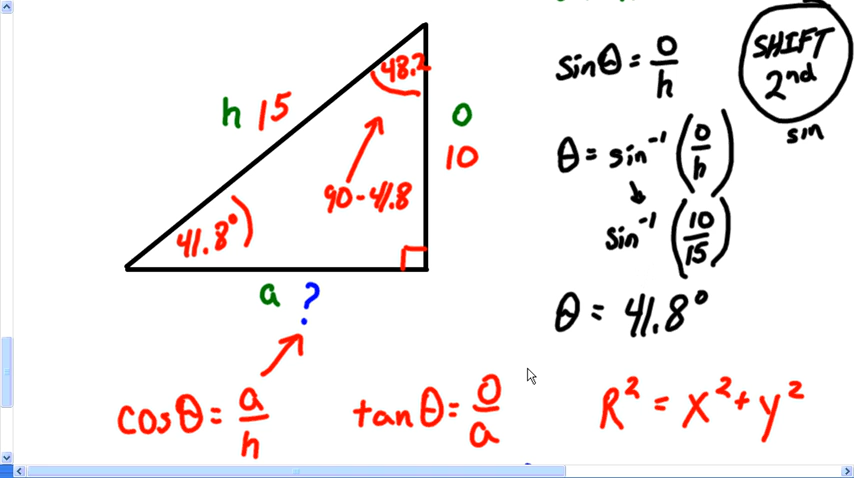 48.2
h 15
o
10
90-41.8
41.8°
a ?
SHIFT
2nd
sin
sinθ = o/h
θ = sin⁻¹(o/h)
sin⁻¹(10/15)
θ = 41.8°
cosθ = a/h
tanθ = o/a
R² = x² + y²